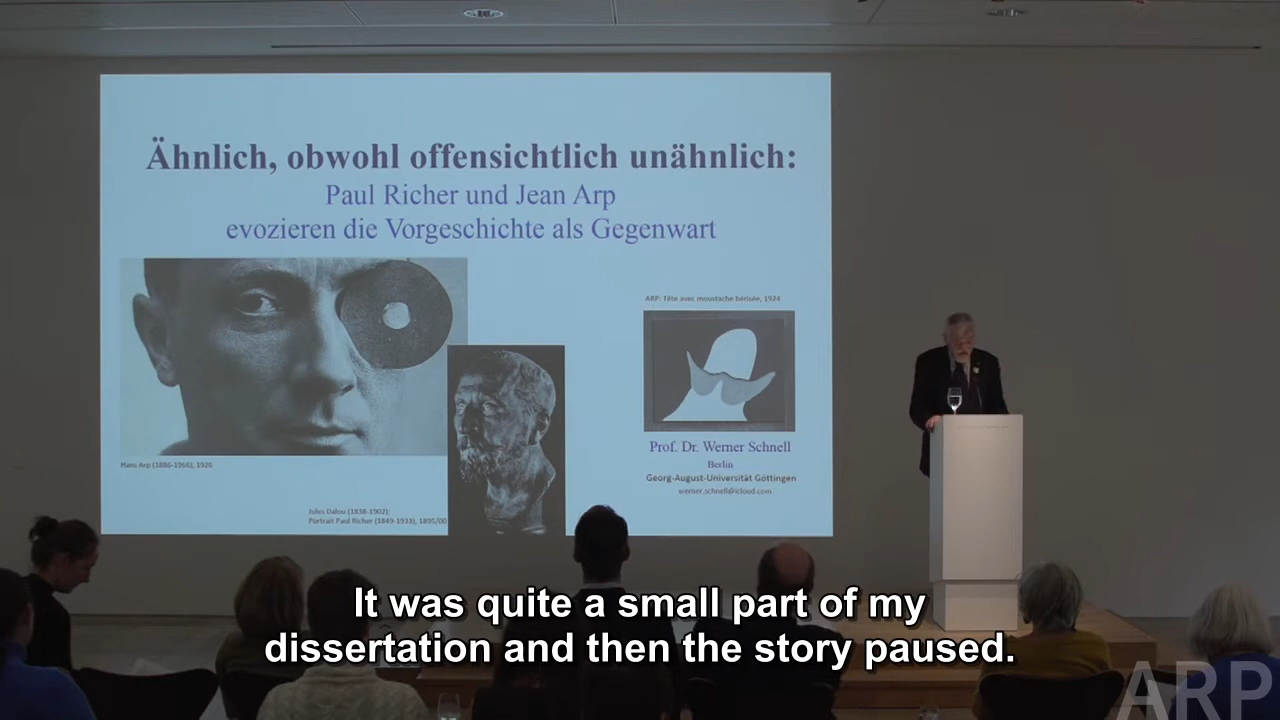 Ähnlich, obwohl offensichtlich unähnlich:
Paul Richer und Jean Arp
evozieren die Vorgeschichte als Gegenwart
ARP: Tête avec moustache hérisée, 1924
Prof. Dr. Werner Schnell
Berlin
Georg-August-Universität Göttingen
werner.schnell@icloud.com
Hans Arp (1886-1966), 1926
Jules Dalou (1838-1902):
Portrait Paul Richer (1849-1933), 1895/00
It was quite a small part of my
dissertation and then the story paused.
ARP